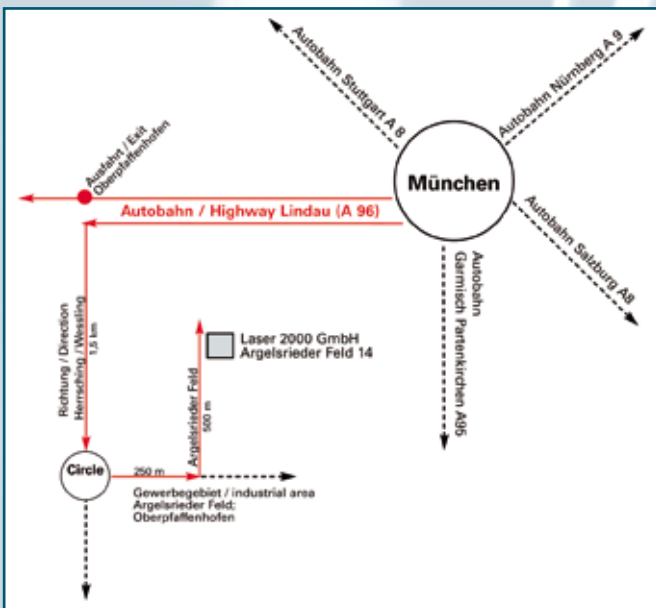 Autobahn Stuttgart A 8
Autobahn Nürnberg A 9
Ausfahrt / Exit
Oberpfaffenhofen
München
Autobahn / Highway Lindau (A 96)
Autobahn Salzburg A8
Autobahn
Garmisch Partenkirchen A95
Richtung / Direction
Herrsching / Wessling
1,5 km
Laser 2000 GmbH
Argelsrieder Feld 14
Argelsrieder Feld
500 m
Circle
250 m
Gewerbegebiet / industrial area
Argelsrieder Feld;
Oberpfaffenhofen